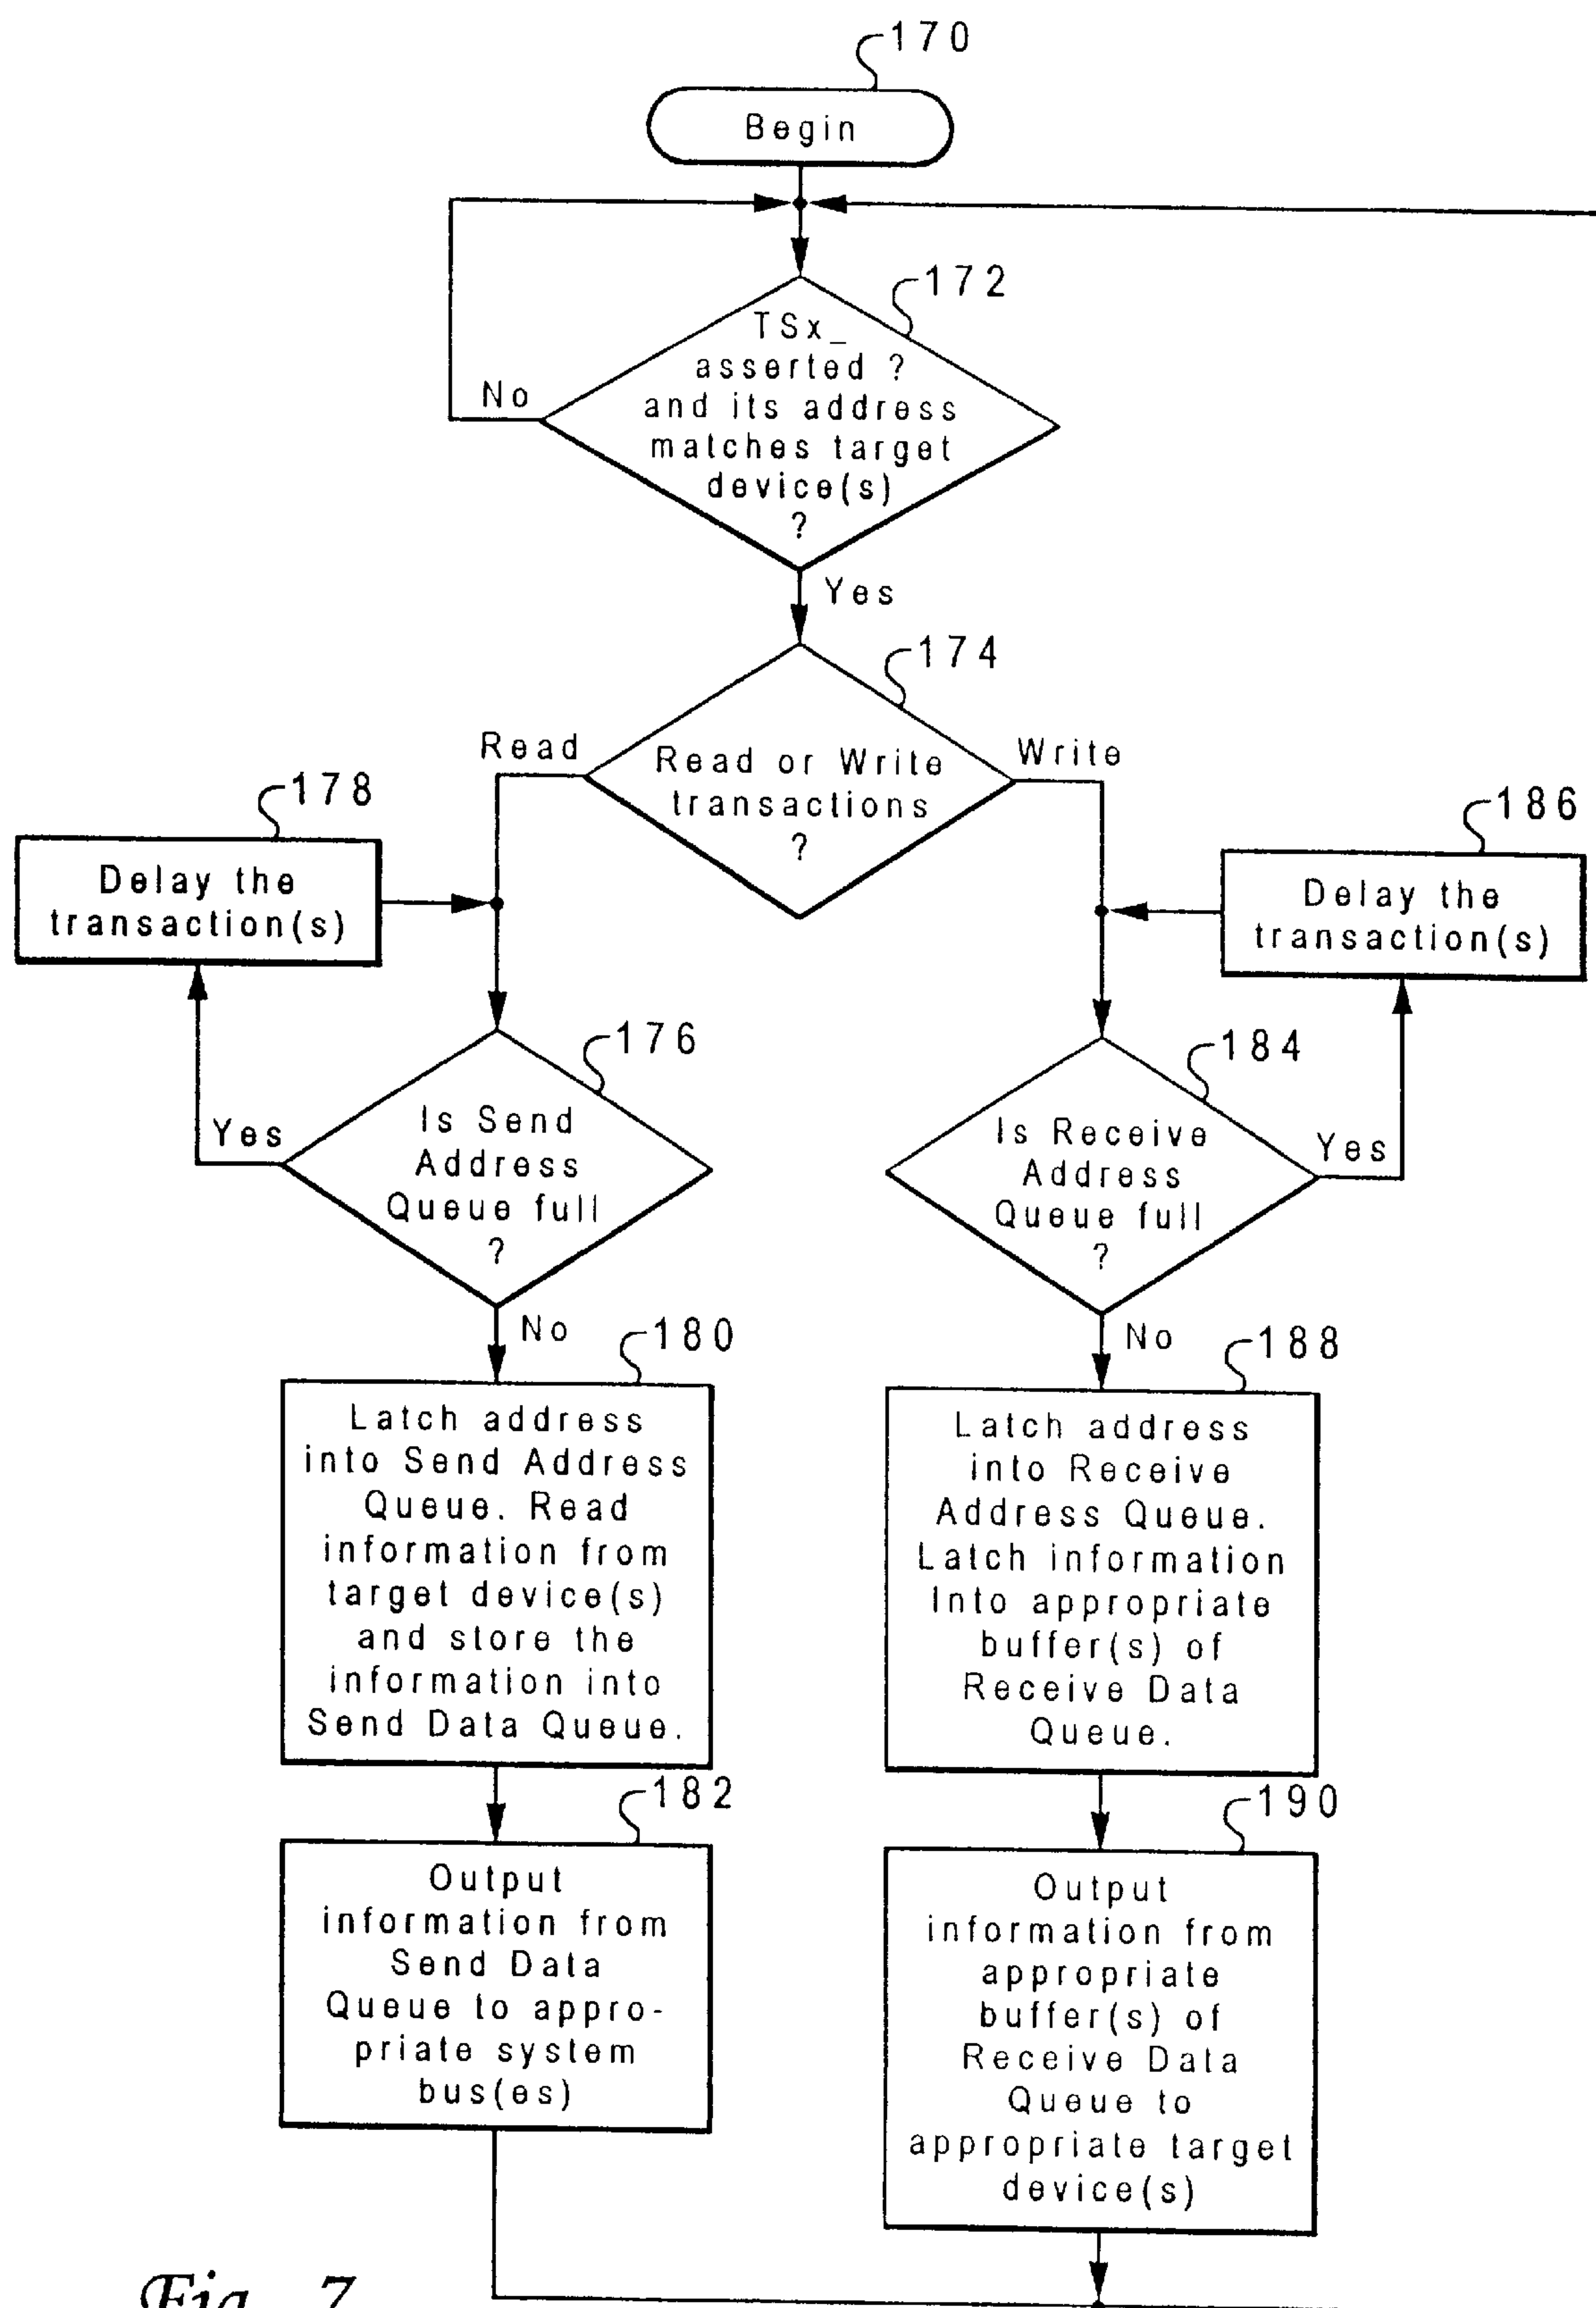 170
Begin
172
TSx_
asserted ?
and its address
matches target
device(s)
?
No
Yes
174
Read
Read or Write
transactions
?
Write
178
Delay the
transaction(s)
186
Delay the
transaction(s)
176
Is Send
Address
Queue full
?
Yes
No
184
Is Receive
Address
Queue full
?
Yes
No
180
Latch address
into Send Address
Queue. Read
information from
target device(s)
and store the
information into
Send Data Queue.
188
Latch address
into Receive
Address Queue.
Latch information
Into appropriate
buffer(s) of
Receive Data
Queue.
182
Output
information from
Send Data
Queue to appro-
priate system
bus(es)
190
Output
information from
appropriate
buffer(s) of
Receive Data
Queue to
appropriate target
device(s)
Fig. 7